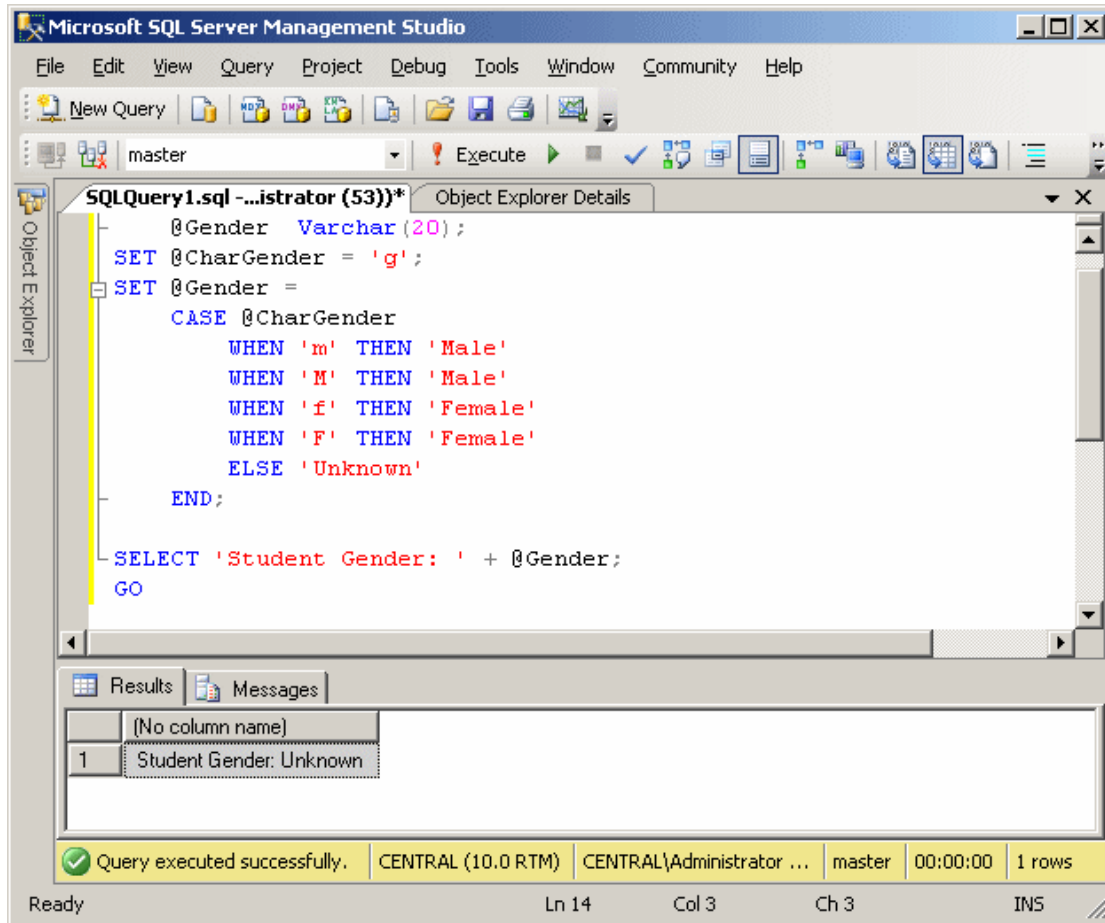 Microsoft SQL Server Management Studio
File Edit View Query Project Debug Tools Window Community Help
New Query MDX DMX XMLA
master Execute
SQLQuery1.sql -...istrator (53))* Object Explorer Details
Object Explorer
@Gender Varchar(20);
SET @CharGender = 'g';
SET @Gender =
CASE @CharGender
WHEN 'm' THEN 'Male'
WHEN 'M' THEN 'Male'
WHEN 'f' THEN 'Female'
WHEN 'F' THEN 'Female'
ELSE 'Unknown'
END;
SELECT 'Student Gender: ' + @Gender;
GO
Results Messages
(No column name)
1 Student Gender: Unknown
Query executed successfully. CENTRAL (10.0 RTM) CENTRAL\Administrator ... master 00:00:00 1 rows
Ready Ln 14 Col 3 Ch 3 INS